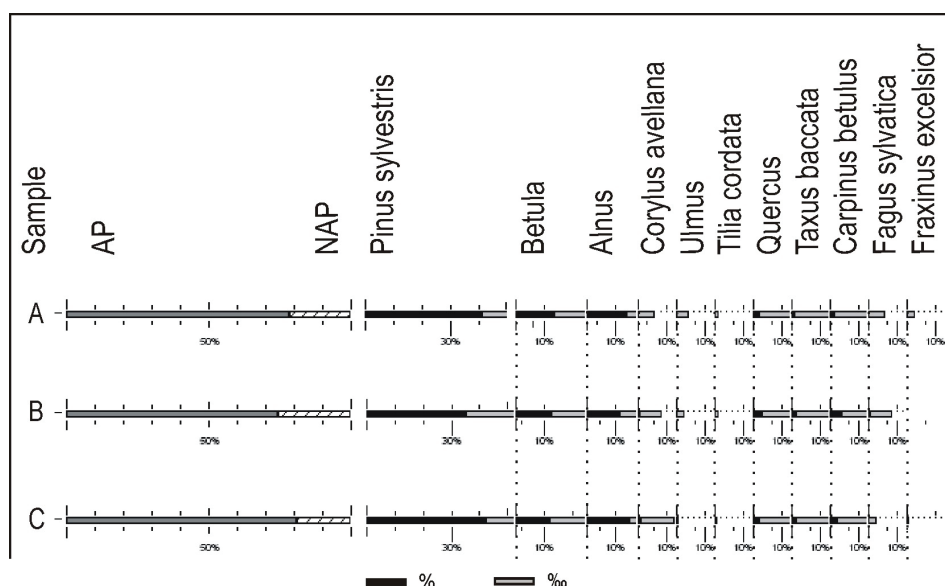 Sample
AP
NAP
Pinus sylvestris
Betula
Alnus
Corylus avellana
Ulmus
Tilia cordata
Quercus
Taxus baccata
Carpinus betulus
Fagus sylvatica
Fraxinus excelsior
A
50% 30% 10% 10% 10% 10% 10% 10% 10% 10% 10% 10%
B
50% 30% 10% 10% 10% 10% 10% 10% 10% 10% 10%
C
50% 30% 10% 10% 10% 10% 10% 10% 10% 10% 10%
% ‰